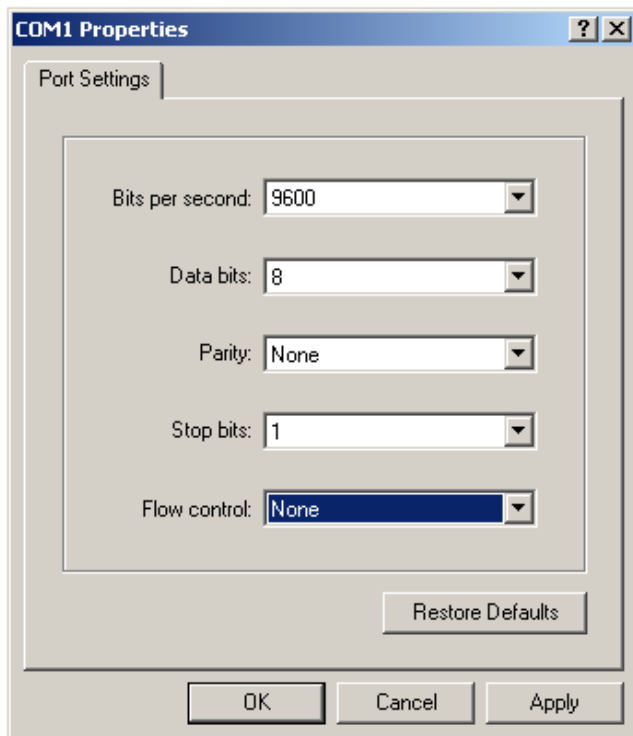 COM1 Properties
Port Settings
Bits per second: 9600
Data bits: 8
Parity: None
Stop bits: 1
Flow control: None
Restore Defaults
OK Cancel Apply